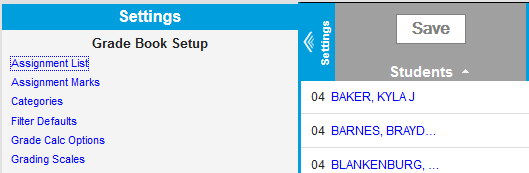 Settings
Grade Book Setup
Assignment List
Assignment Marks
Categories
Filter Defaults
Grade Calc Options
Grading Scales
Settings
Save
Students
04 BAKER, KYLA J
04 BARNES, BRAYD...
04 BLANKENBURG, ...